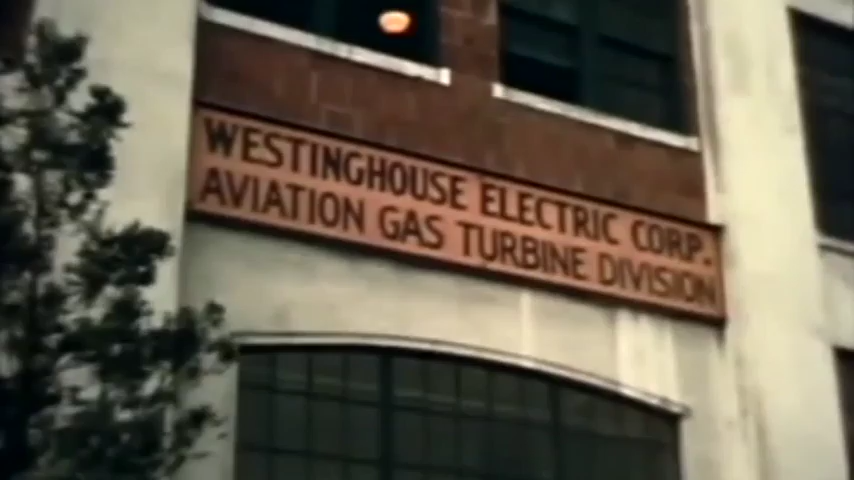 WESTINGHOUSE ELECTRIC CORP.
AVIATION GAS TURBINE DIVISION